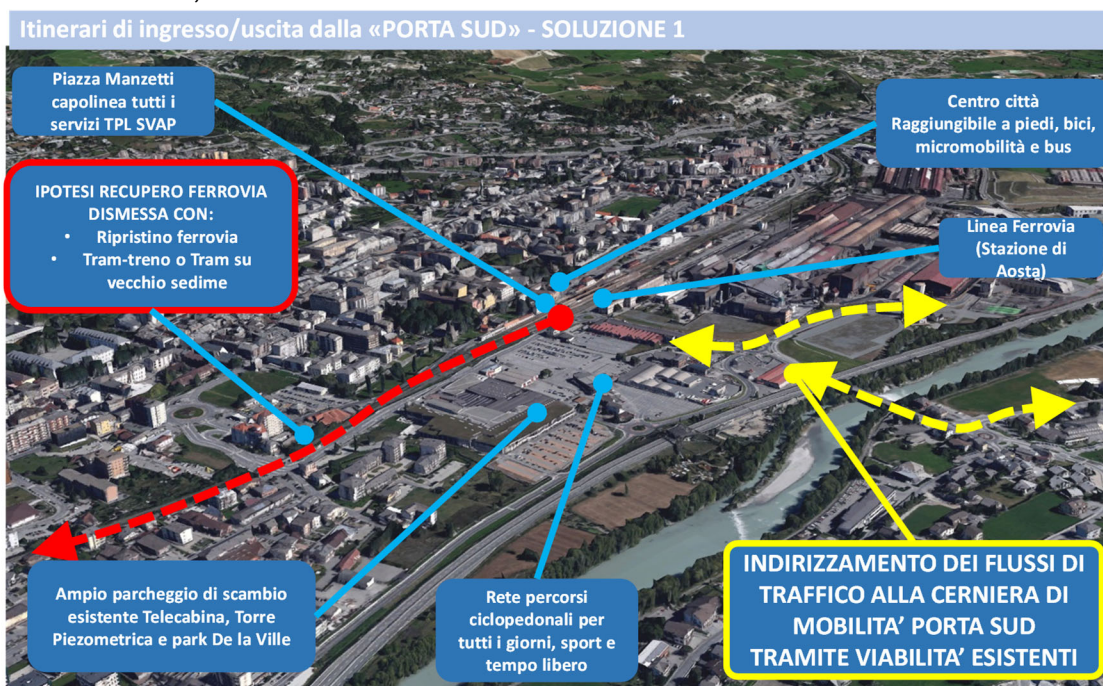 Itinerari di ingresso/uscita dalla «PORTA SUD» - SOLUZIONE 1
Piazza Manzetti
capolinea tutti i
servizi TPL SVAP
Centro città
Raggiungibile a piedi, bici,
micromobilità e bus
IPOTESI RECUPERO FERROVIA
DISMESSA CON:
• Ripristino ferrovia
• Tram-treno o Tram su
vecchio sedime
Linea Ferrovia
(Stazione di
Aosta)
Ampio parcheggio di scambio
esistente Telecabina, Torre
Piezometrica e park De la Ville
Rete percorsi
ciclopedonali per
tutti i giorni, sport e
tempo libero
INDIRIZZAMENTO DEI FLUSSI DI
TRAFFICO ALLA CERNIERA DI
MOBILITA’ PORTA SUD
TRAMITE VIABILITA’ ESISTENTI